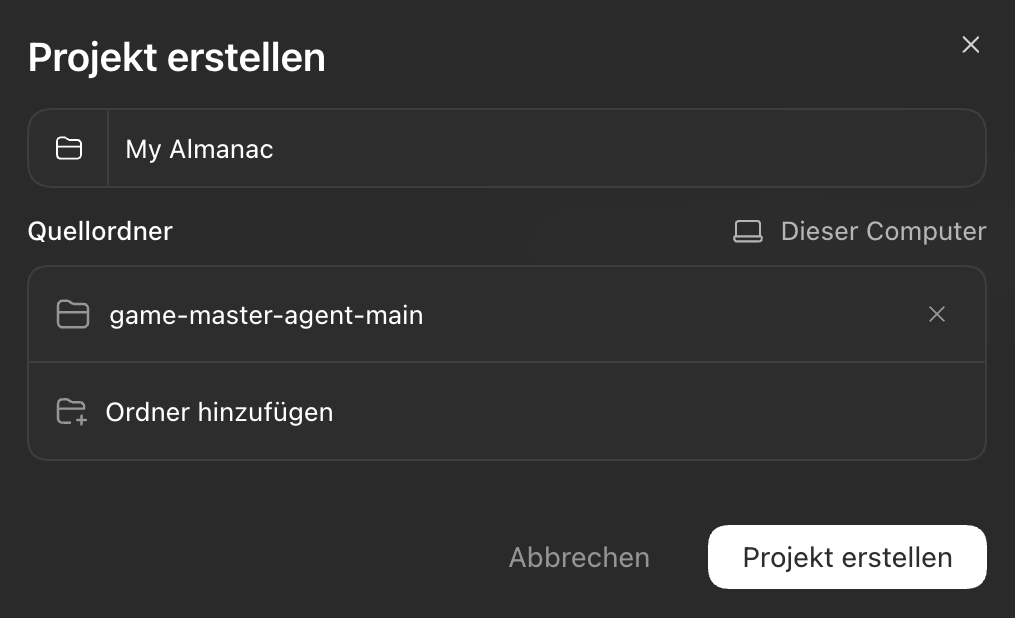 Projekt erstellen
My Almanac
Quellordner
Dieser Computer
game-master-agent-main
Ordner hinzufügen
Abbrechen
Projekt erstellen